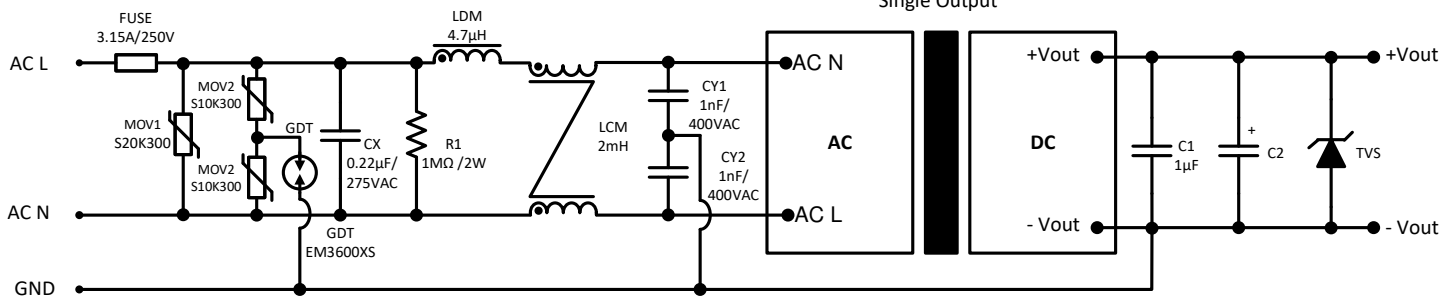 Single Output
FUSE
3.15A/250V
LDM
4.7µH
AC L
MOV1
S20K300
MOV2
S10K300
MOV2
S10K300
GDT
GDT
EM3600XS
CX
0.22µF/
275VAC
R1
1MΩ /2W
LCM
2mH
CY1
1nF/
400VAC
CY2
1nF/
400VAC
AC N
AC
AC L
+Vout
DC
- Vout
C1
1µF
+
C2
TVS
+Vout
- Vout
AC N
GND